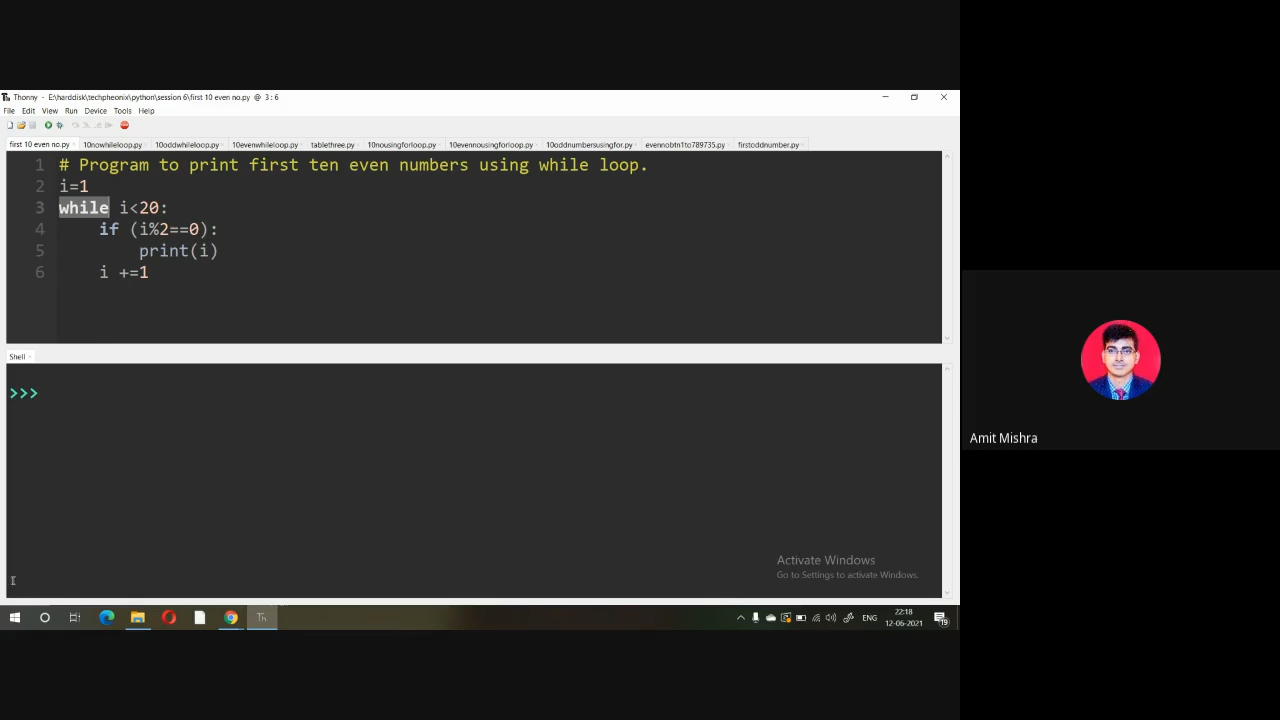 Thonny - E:\harddisk\techpheonix\python\session 6\first 10 even no.py @ 3 : 6
File Edit View Run Device Tools Help
first 10 even no.py 10nowhileloop.py 10oddwhileloop.py 10evenwhileloop.py tablethree.py 10nousingforloop.py 10evennousingforloop.py 10oddnumbersusingfor.py evennobtn1to789735.py firstoddnumber.py
1 # Program to print first ten even numbers using while loop.
2 i=1
3 while i<20:
4 if (i%2==0):
5 print(i)
6 i +=1
Shell
>>>
Amit Mishra
Activate Windows
Go to Settings to activate Windows.
Th ENG 22:18
12-06-2021 19